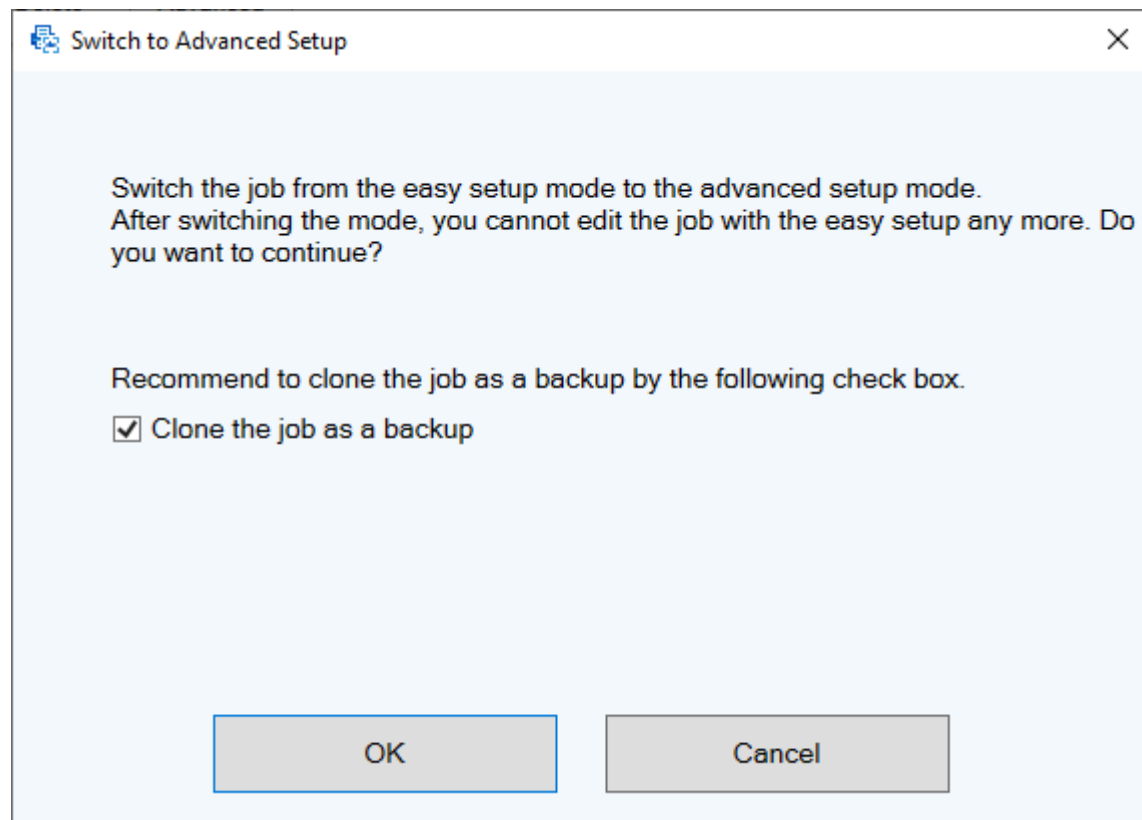 Switch to Advanced Setup
Switch the job from the easy setup mode to the advanced setup mode.
After switching the mode, you cannot edit the job with the easy setup any more. Do
you want to continue?
Recommend to clone the job as a backup by the following check box.
Clone the job as a backup
OK
Cancel